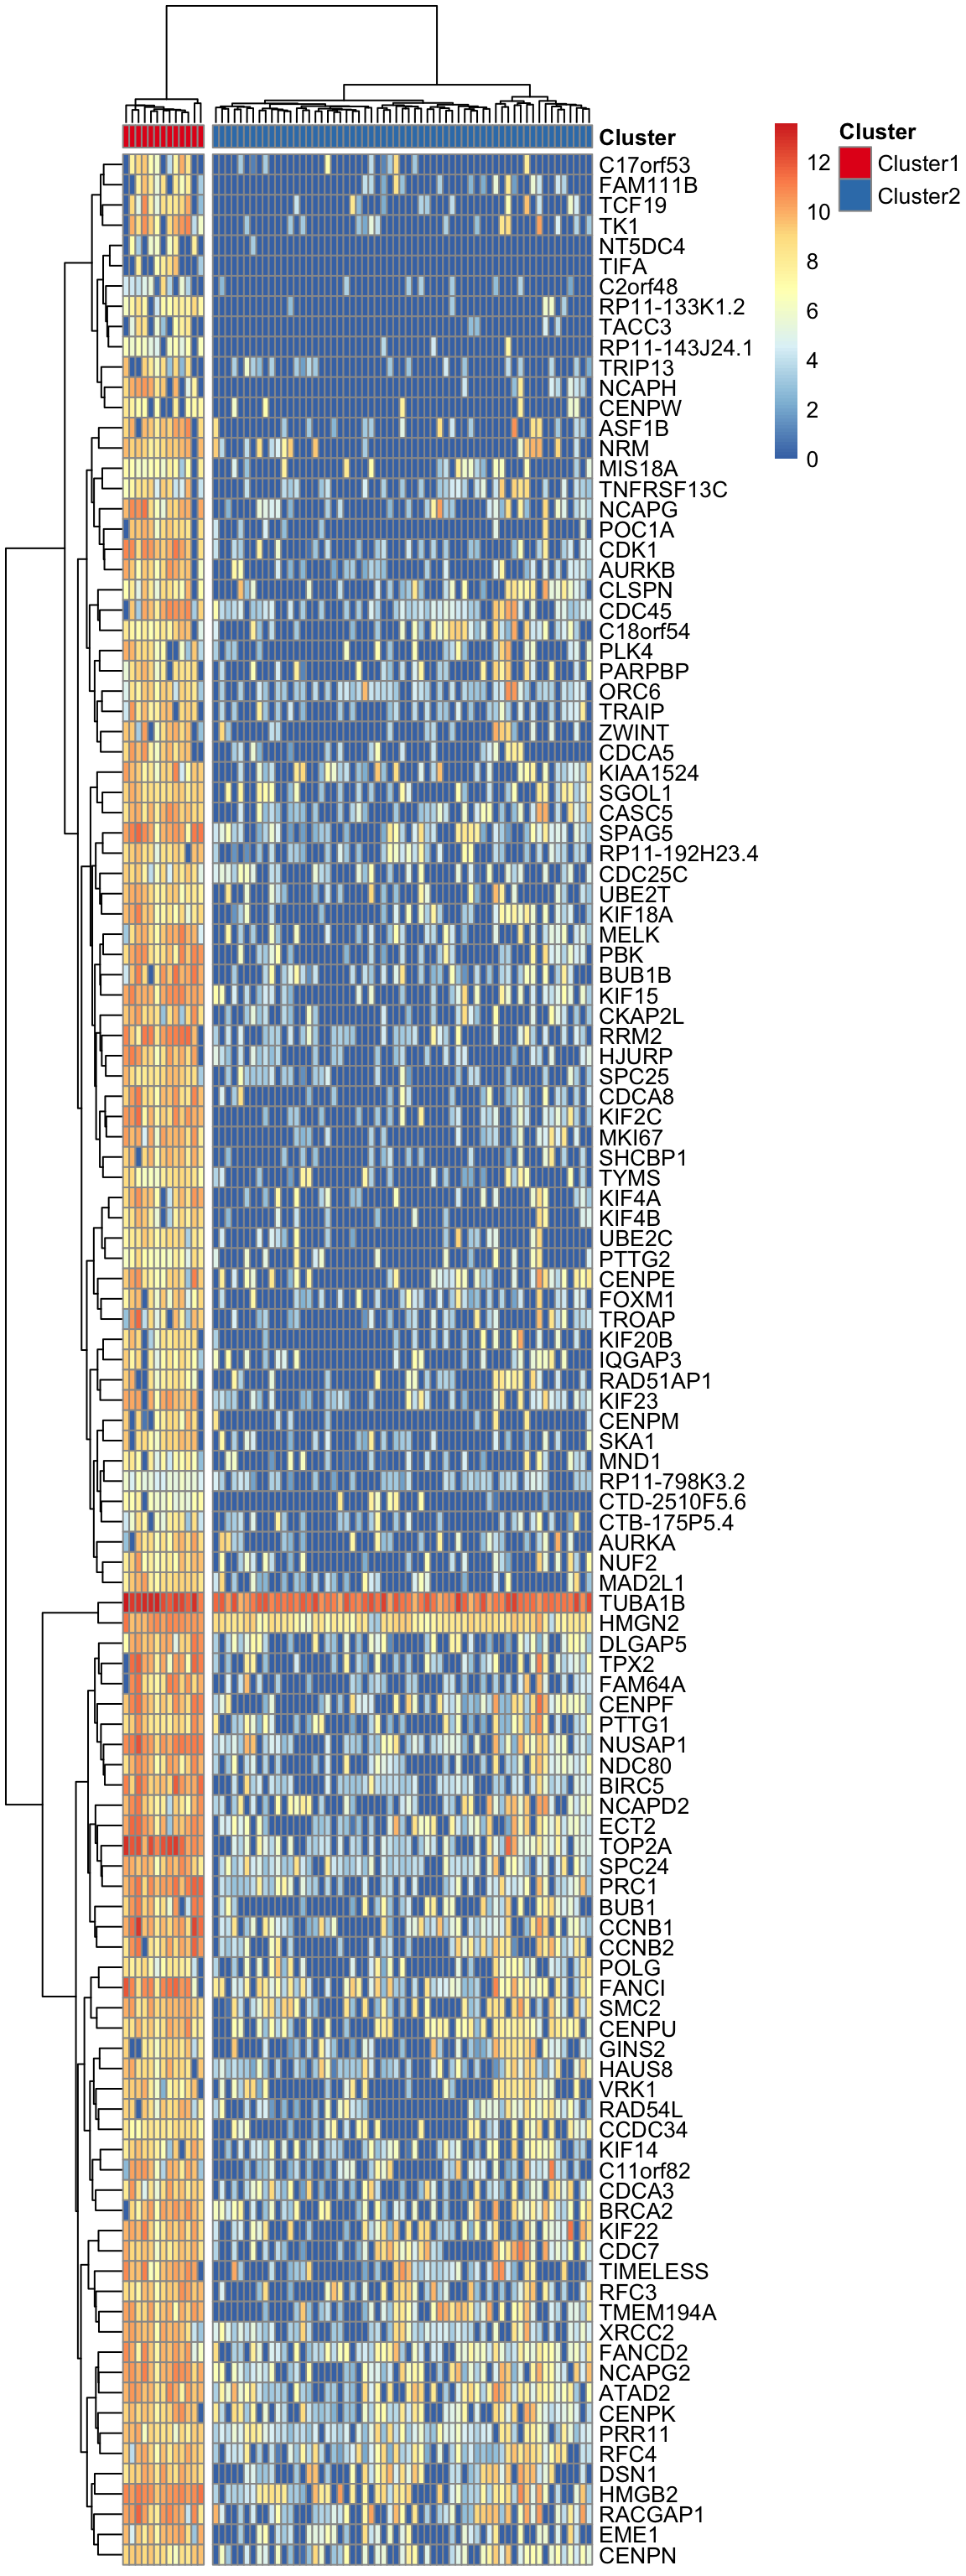 Cluster
C17orf53
FAM111B
TCF19
TK1
NT5DC4
TIFA
C2orf48
RP11-133K1.2
TACC3
RP11-143J24.1
TRIP13
NCAPH
CENPW
ASF1B
NRM
MIS18A
TNFRSF13C
NCAPG
POC1A
CDK1
AURKB
CLSPN
CDC45
C18orf54
PLK4
PARPBP
ORC6
TRAIP
ZWINT
CDCA5
KIAA1524
SGOL1
CASC5
SPAG5
RP11-192H23.4
CDC25C
UBE2T
KIF18A
MELK
PBK
BUB1B
KIF15
CKAP2L
RRM2
HJURP
SPC25
CDCA8
KIF2C
MKI67
SHCBP1
TYMS
KIF4A
KIF4B
UBE2C
PTTG2
CENPE
FOXM1
TROAP
KIF20B
IQGAP3
RAD51AP1
KIF23
CENPM
SKA1
MND1
RP11-798K3.2
CTD-2510F5.6
CTB-175P5.4
AURKA
NUF2
MAD2L1
TUBA1B
HMGN2
DLGAP5
TPX2
FAM64A
CENPF
PTTG1
NUSAP1
NDC80
BIRC5
NCAPD2
ECT2
TOP2A
SPC24
PRC1
BUB1
CCNB1
CCNB2
POLG
FANCI
SMC2
CENPU
GINS2
HAUS8
VRK1
RAD54L
CCDC34
KIF14
C11orf82
CDCA3
BRCA2
KIF22
CDC7
TIMELESS
RFC3
TMEM194A
XRCC2
FANCD2
NCAPG2
ATAD2
CENPK
PRR11
RFC4
DSN1
HMGB2
RACGAP1
EME1
CENPN
12
10
8
6
4
2
0
Cluster
Cluster1
Cluster2